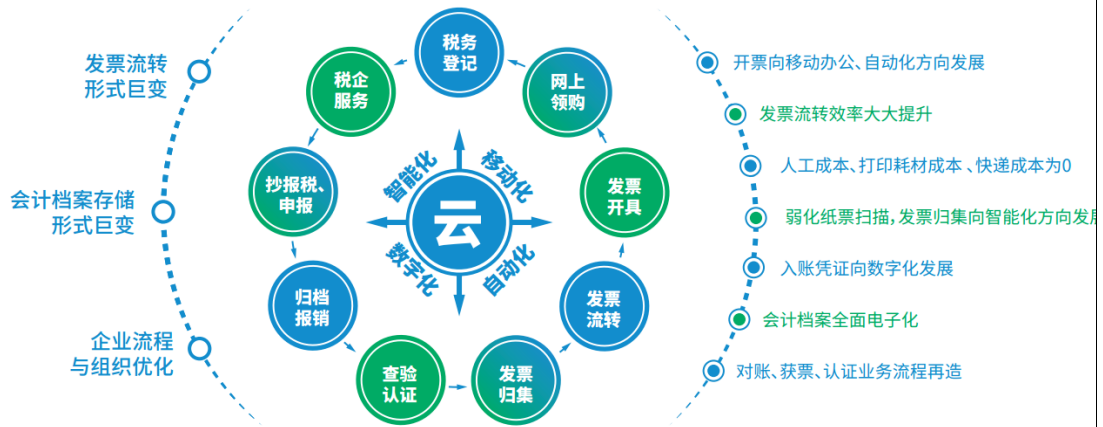 发票流转
形式巨变
会计档案存储
形式巨变
企业流程
与组织优化
税务
登记
网上
领购
发票
开具
发票
流转
发票
归集
查验
认证
归档
报销
抄报税、
申报
税企
服务
智能化
移动化
云
数字化
自动化
开票向移动办公、自动化方向发展
发票流转效率大大提升
人工成本、打印耗材成本、快递成本为0
弱化纸票扫描，发票归集向智能化方向发展
入账凭证向数字化发展
会计档案全面电子化
对账、获票、认证业务流程再造